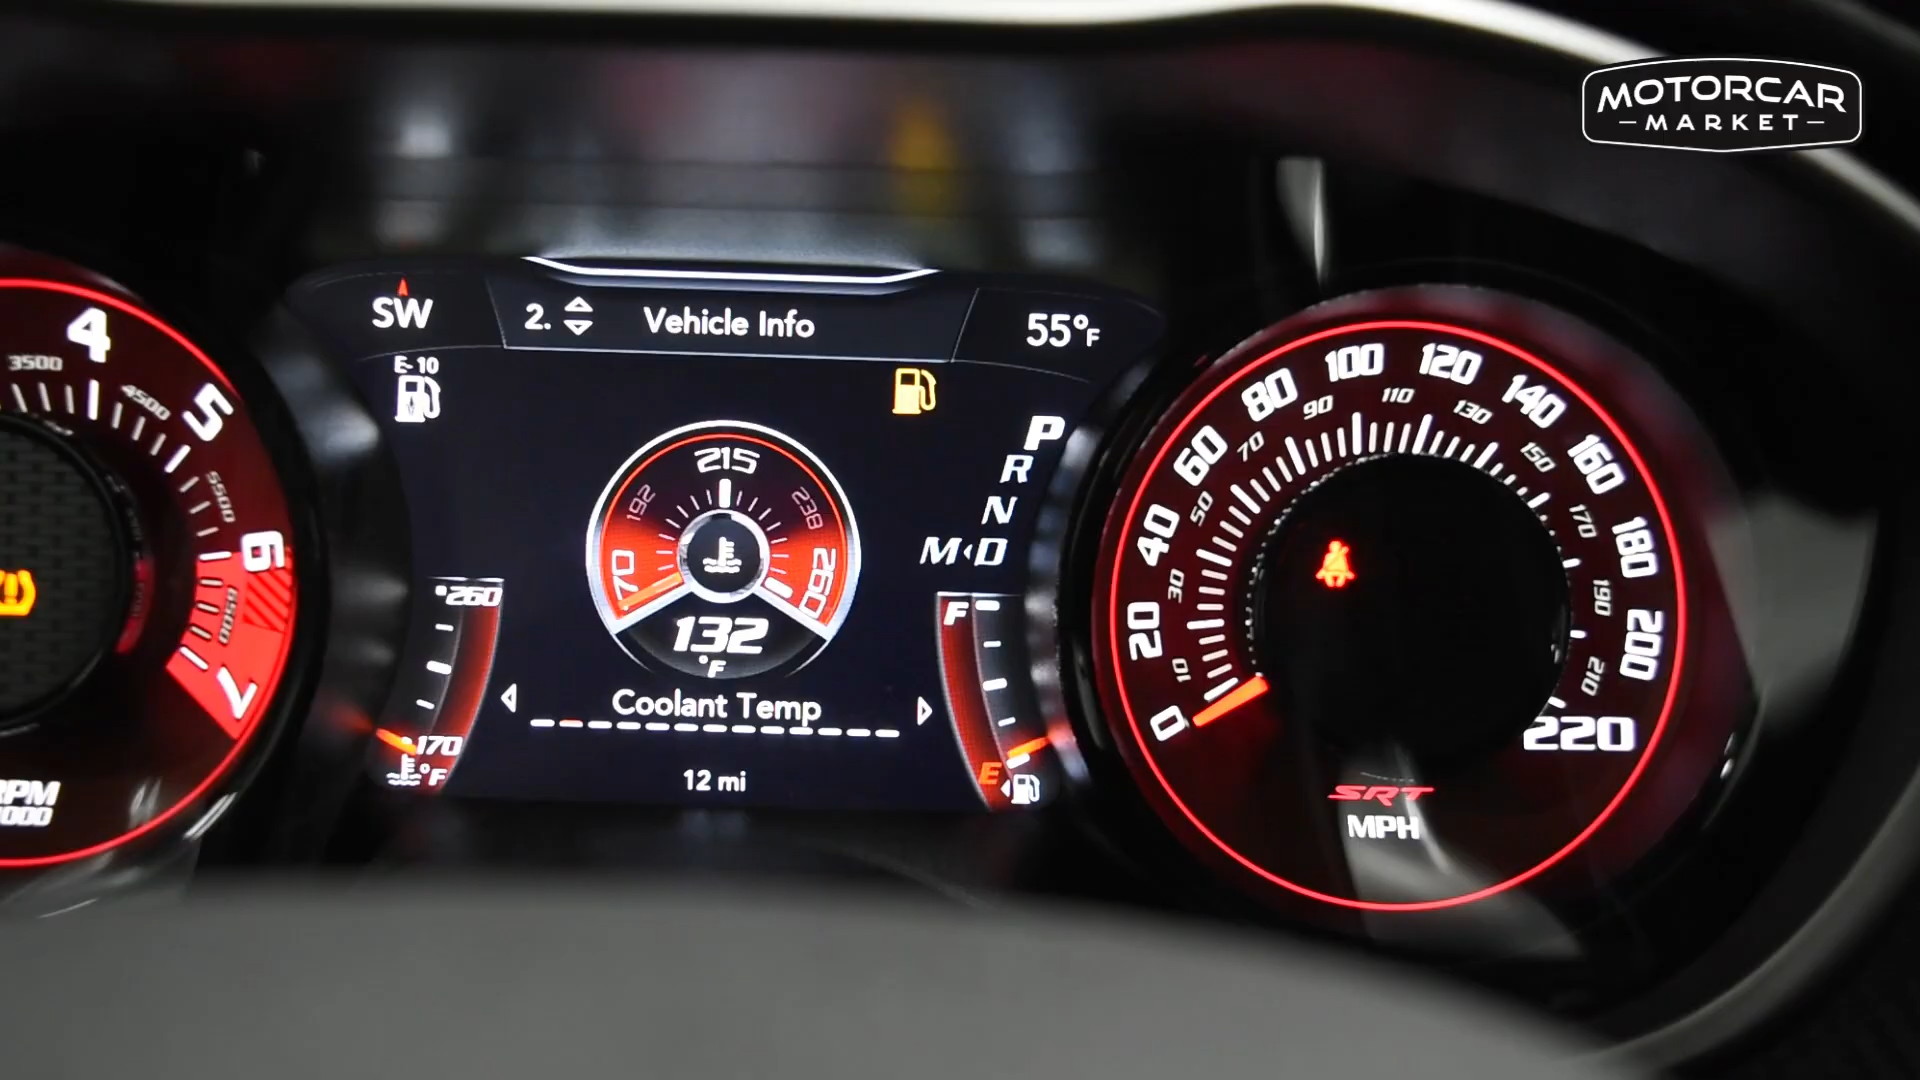 MOTORCAR
MARKET
SW
2.
Vehicle Info
55°F
E-10
P
R
N
M D
4
3500
4500
5
5500
6
6500
7
RPM
215
192
238
170
260
132
°F
260
170
°F
Coolant Temp
12 mi
F
E
0
10
20
30
40
50
60
70
80
90
100
110
120
130
140
150
160
170
180
190
200
210
220
SRT
MPH